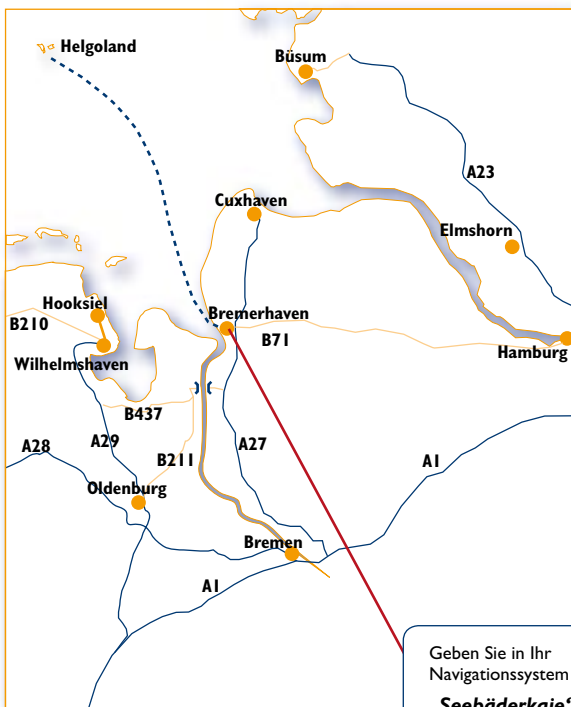 Helgoland
Büsum
A23
Cuxhaven
Elmshorn
Hooksiel
B210
Bremerhaven
B71
Hamburg
Wilhelmshaven
B437
A28
A29
B211
A27
A1
Oldenburg
Bremen
A1
Geben Sie in Ihr
Navigationssystem
Seebäderkaje“